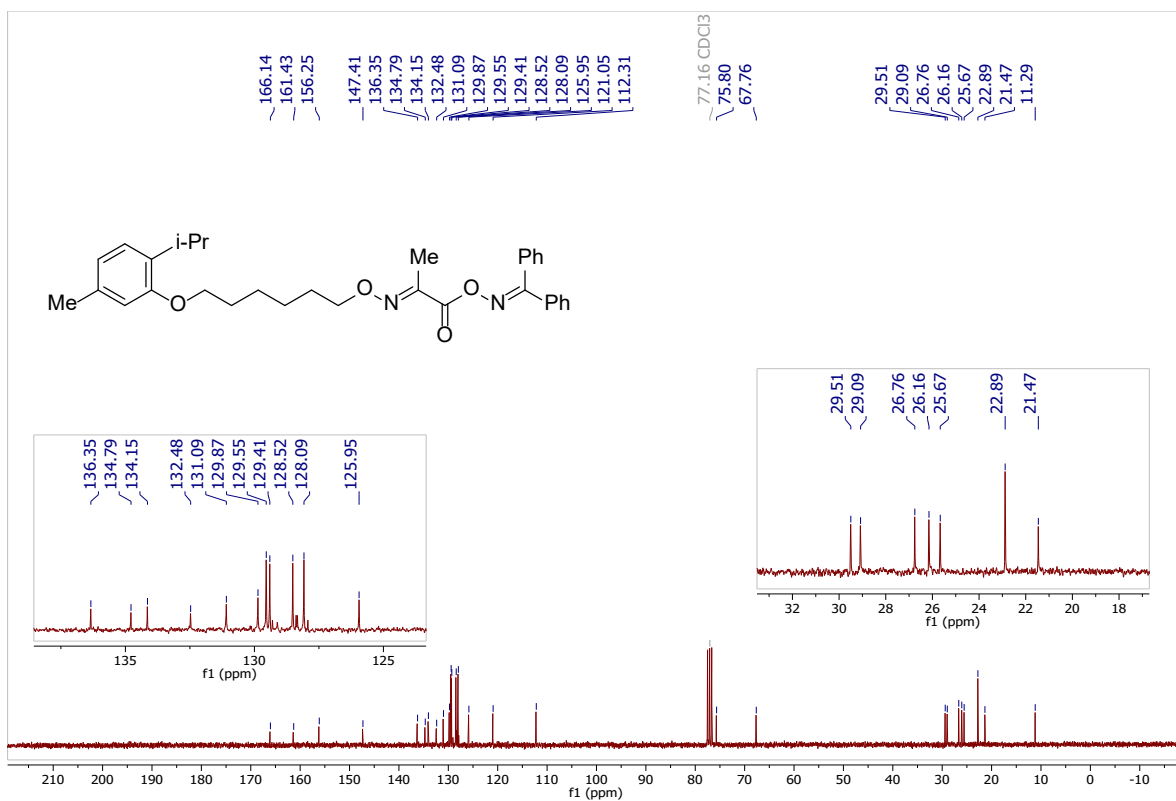 166.14
161.43
156.25
147.41
136.35
134.79
134.15
132.48
131.09
129.87
129.55
129.41
128.52
128.09
125.95
121.05
112.31
77.16 CDCl3
75.80
67.76
29.51
29.09
26.76
26.16
25.67
22.89
21.47
11.29
i-Pr
Me
O
O
N
Me
O
O
N
Ph
Ph
136.35
134.79
134.15
132.48
131.09
129.87
129.55
129.41
128.52
128.09
125.95
135 130 125
f1 (ppm)
29.51
29.09
26.76
26.16
25.67
22.89
21.47
32 30 28 26 24 22 20 18
f1 (ppm)
210 200 190 180 170 160 150 140 130 120 110 100 90 80 70 60 50 40 30 20 10 0 -10
f1 (ppm)